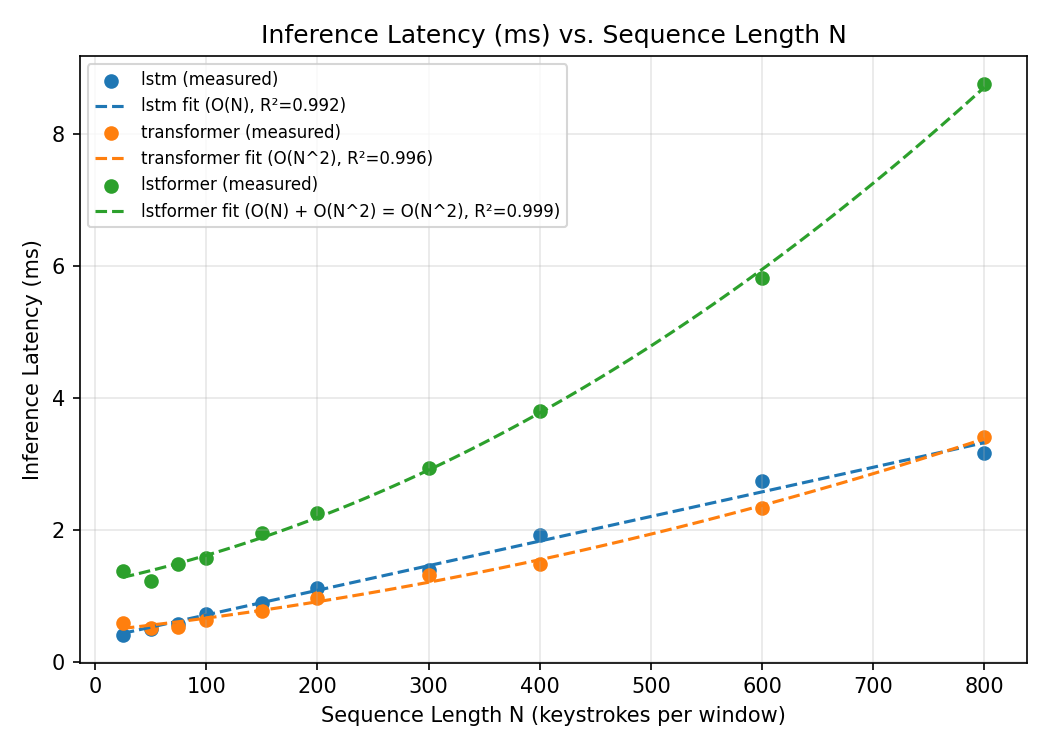 Inference Latency (ms) vs. Sequence Length N
lstm (measured)
lstm fit (O(N), R²=0.992)
transformer (measured)
transformer fit (O(N^2), R²=0.996)
lstformer (measured)
lstformer fit (O(N) + O(N^2) = O(N^2), R²=0.999)
Inference Latency (ms)
8
6
4
2
0
0 100 200 300 400 500 600 700 800
Sequence Length N (keystrokes per window)